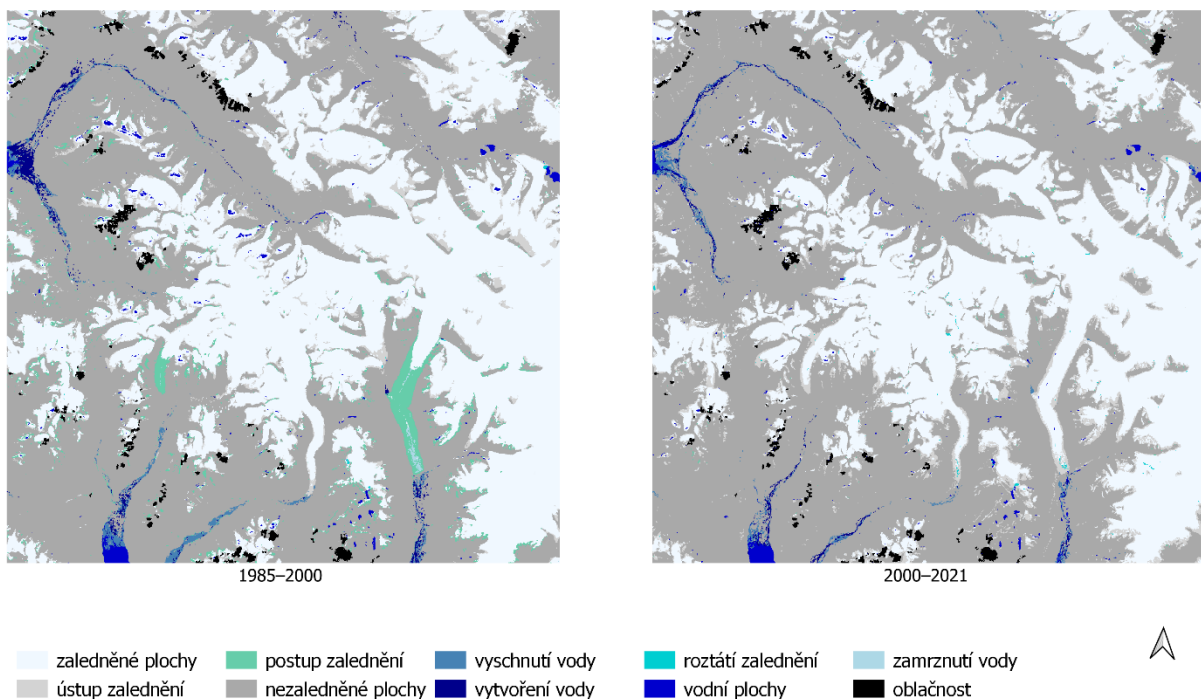 1985–2000
2000–2021
zaledněné plochy
postup zalednění
vyschnutí vody
roztátí zalednění
zamrznutí vody
ústup zalednění
nezaledněné plochy
vytvoření vody
vodní plochy
oblačnost